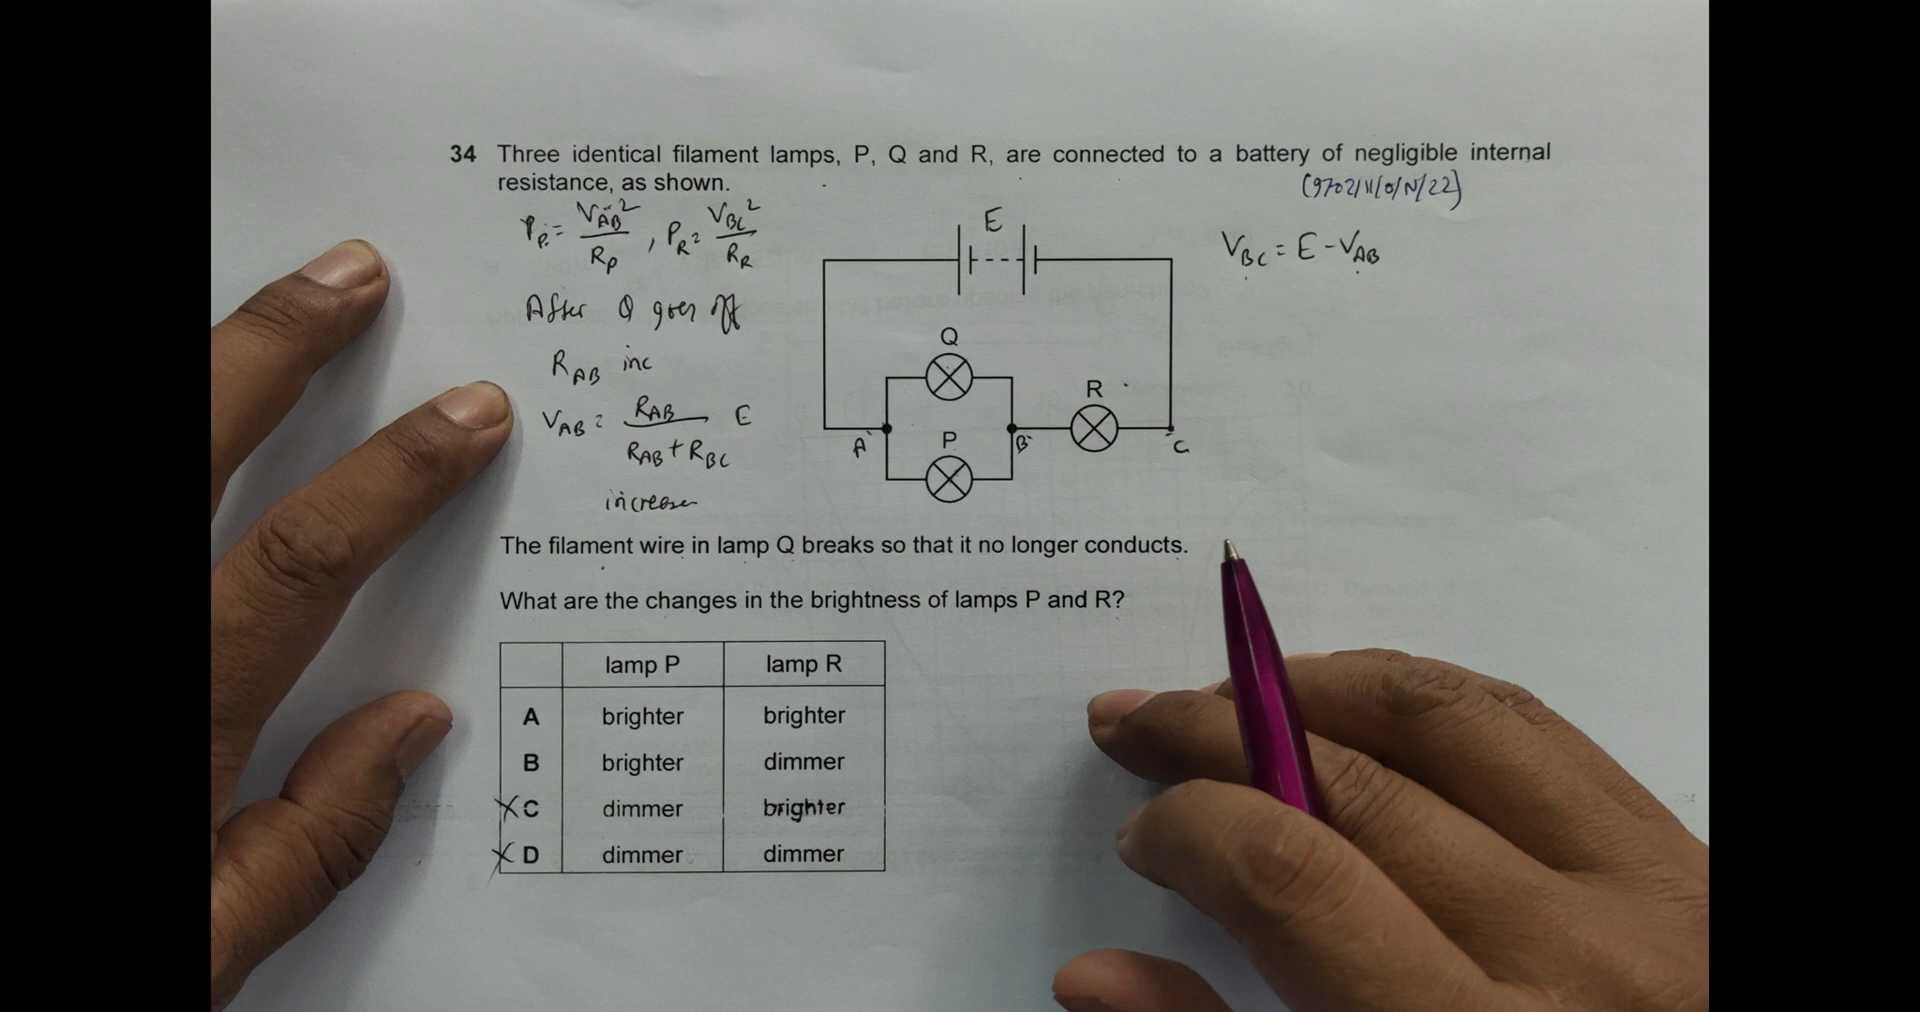 34 Three identical filament lamps, P, Q and R, are connected to a battery of negligible internal
resistance, as shown.
(9702/11/O/N/22)
P_P = V_AB² / R_P , P_R = V_BC² / R_R
After Q goes off
R_AB inc
V_AB = R_AB / R_AB + R_BC E
increases
E
V_BC = E - V_AB
Q
R
P
A
B
C
The filament wire in lamp Q breaks so that it no longer conducts.
What are the changes in the brightness of lamps P and R?
lamp P lamp R
A brighter brighter
B brighter dimmer
X C dimmer brighter
X D dimmer dimmer